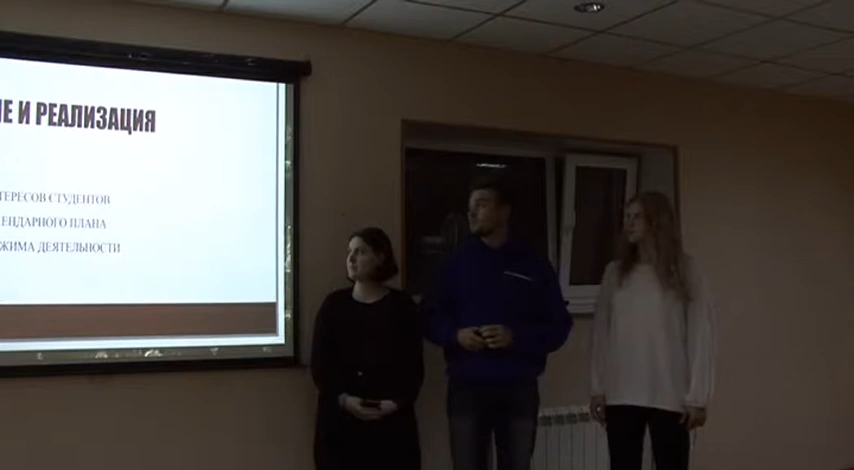 Е И РЕАЛИЗАЦИЯ
ТЕРЕСОВ СТУДЕНТОВ
ЕНДАРНОГО ПЛАНА
ЖИМА ДЕЯТЕЛЬНОСТИ